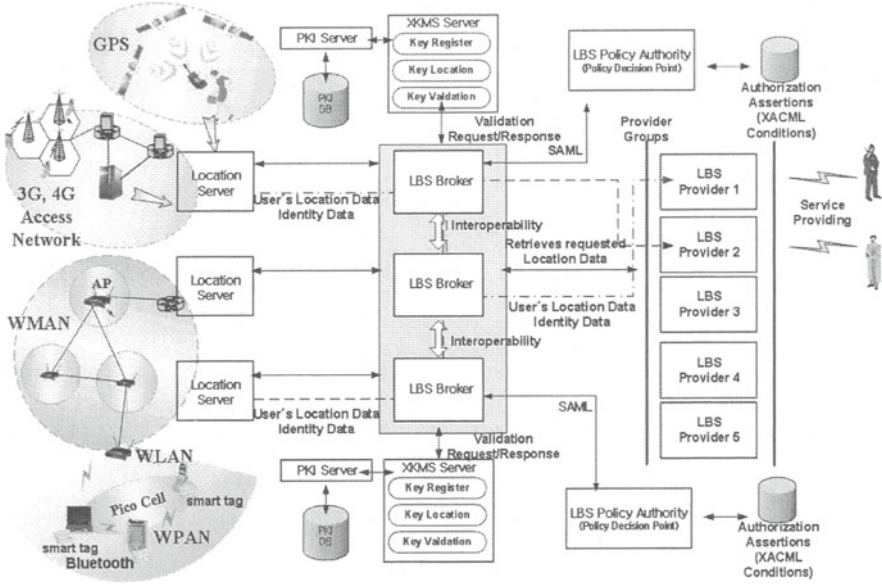 GPS
3G, 4G
Access
Network
AP
WMAN
WLAN
Pico Cell
smart tag
WPAN
smart tag
Bluetooth
Location
Server
User´s Location Data
Identity Data
Location
Server
Location
Server
User´s Location Data
Identity Data
PKI Server
PKI
DB
XKMS Server
Key Register
Key Location
Key Validation
Validation
Request/Response
SAML
LBS Broker
Interoperability
LBS Broker
Interoperability
LBS Broker
Retrieves requested
Location Data
User´s Location Data
Identity Data
SAML
Validation
Request/Response
PKI Server
PKI
DB
XKMS Server
Key Register
Key Location
Key Validation
LBS Policy Authority
(Policy Decision Point)
Authorization
Assertions
(XACML
Conditions)
Provider
Groups
LBS
Provider 1
LBS
Provider 2
LBS
Provider 3
LBS
Provider 4
LBS
Provider 5
Service
Providing
LBS Policy Authority
(Policy Decision Point)
Authorization
Assertions
(XACML
Conditions)